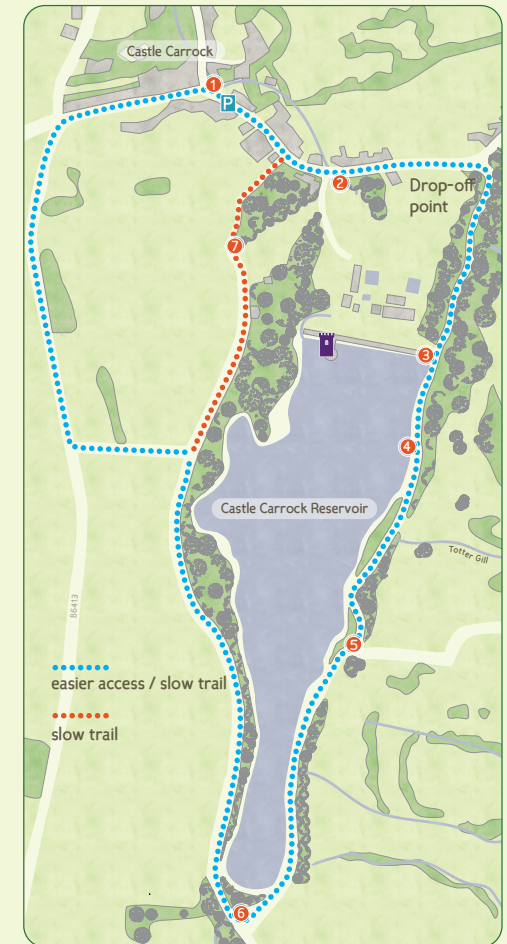 Castle Carrock
1
P
2
Drop-off
point
7
3
4
Castle Carrock Reservoir
Totter Gill
B6413
5
easier access / slow trail
slow trail
6